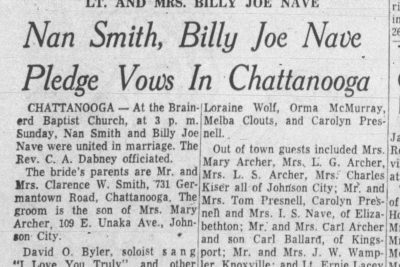 LT. AND MRS. BILLY JOE NAVE
Nan Smith, Billy Joe Nave
Pledge Vows In Chattanooga
CHATTANOOGA — At the Brain-
erd Baptist Church, at 3 p. m.
Sunday, Nan Smith and Billy Joe
Nave were united in marriage. The
Rev. C. A. Dabney officiated.
The bride's parents are Mr. and
Mrs. Clarence W. Smith, 731 Ger-
mantown Road, Chattanooga. The
groom is the son of Mrs. Mary
Archer, 109 E. Unaka Ave., John-
son City.
David O. Byler, soloist sang
"I Love You Truly" and other
Loraine Wolf, Orma McMurray,
Melba Clouts, and Carolyn Pres-
nell.
Out of town guests included Mrs.
Mary Archer, Mrs. L. G. Archer,
Mrs. L. S. Archer, Mrs. Charles
Kiser all of Johnson City; Mr. and
Mrs. Tom Presnell, Carolyn Pres-
nell and Mrs. I. S. Nave, of Eliza-
bethton; Mr. and Mrs. Carl Archer
and son Carl Ballard, of Kings-
port; Mr. and Mrs. J. W. Wamp-
ler, Knoxville; and Lt. Ernie Lacey